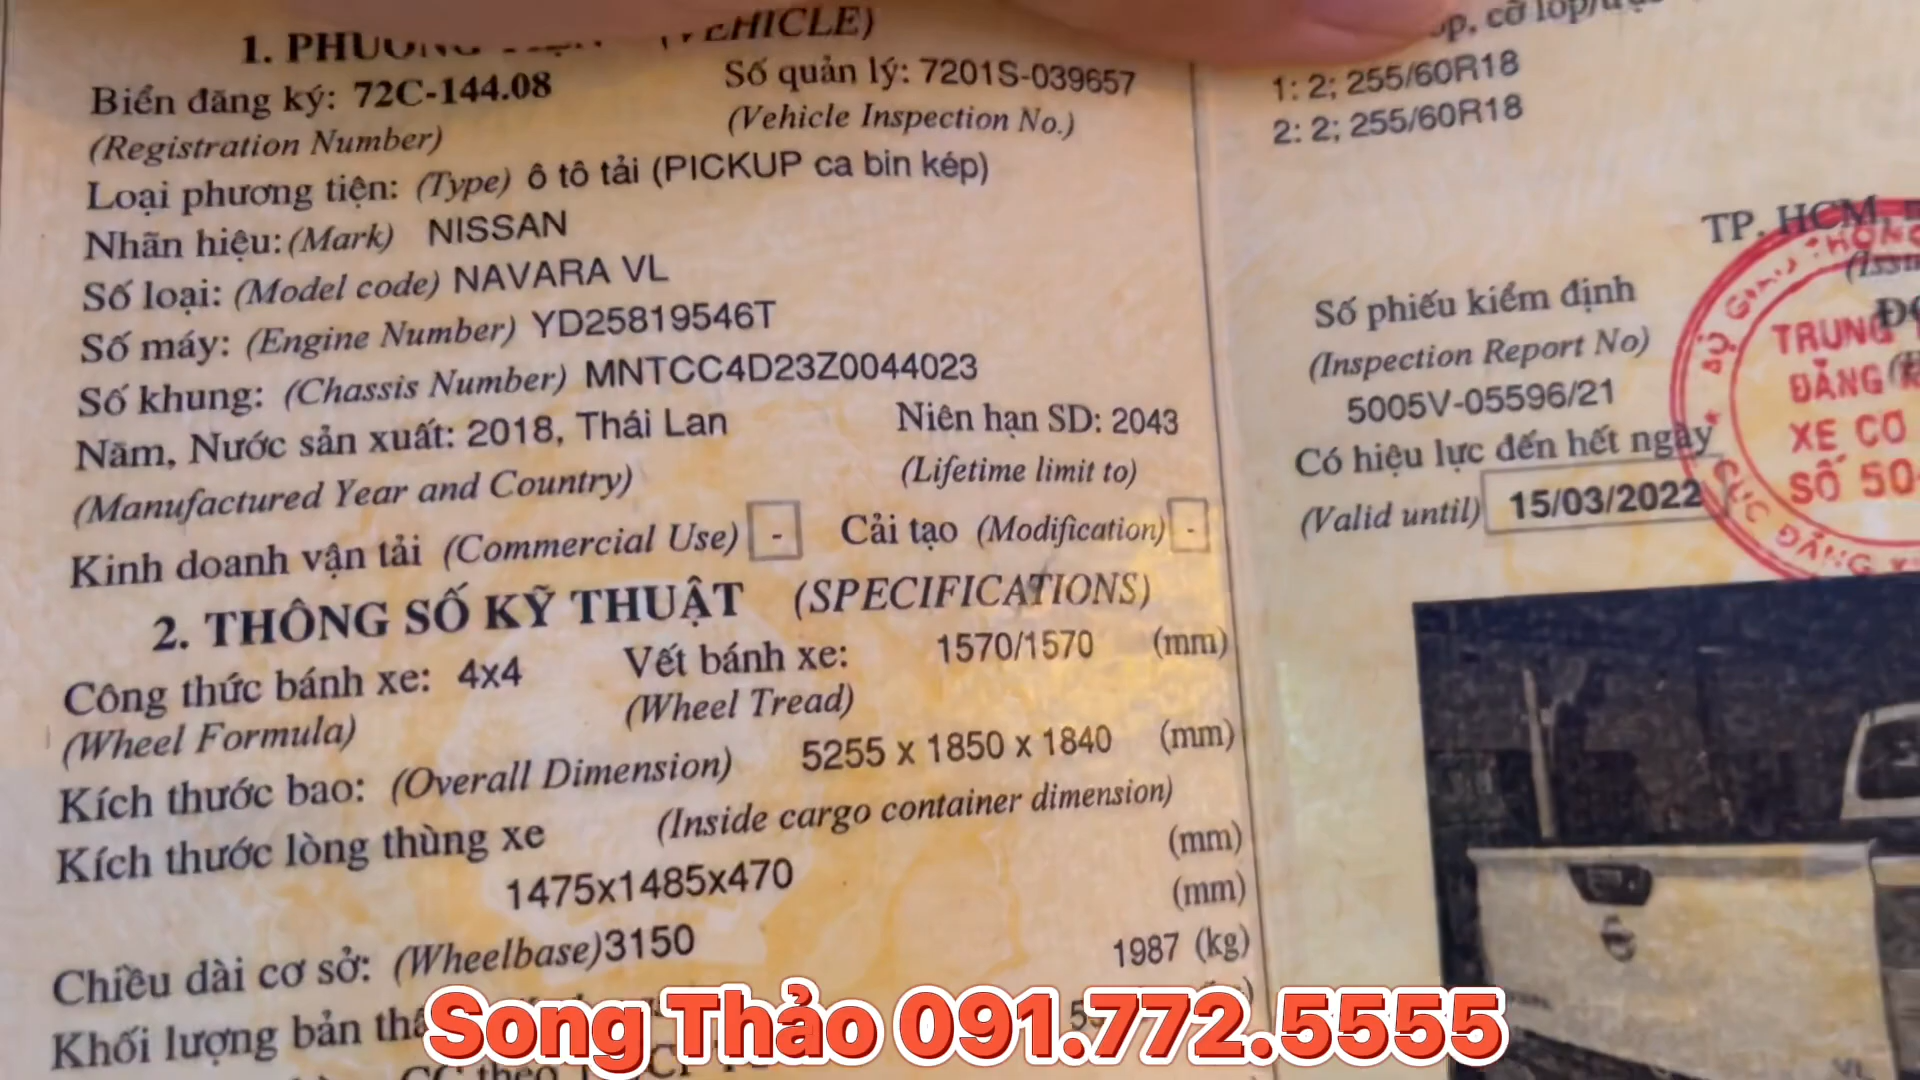 1. (VEHICLE)
Biển đăng ký: 72C-144.08
Số quản lý: 7201S-039657
(Registration Number)
(Vehicle Inspection No.)
Loại phương tiện: (Type) ô tô tải (PICKUP ca bin kép)
Nhãn hiệu: (Mark) NISSAN
Số loại: (Model code) NAVARA VL
Số máy: (Engine Number) YD25819546T
Số khung: (Chassis Number) MNTCC4D23Z0044023
Năm, Nước sản xuất: 2018, Thái Lan
Niên hạn SD: 2043
(Manufactured Year and Country)
(Lifetime limit to)
Kinh doanh vận tải (Commercial Use) -
Cải tạo (Modification) -
2. THÔNG SỐ KỸ THUẬT (SPECIFICATIONS)
Công thức bánh xe: 4x4
Vết bánh xe: 1570/1570 (mm)
(Wheel Formula)
(Wheel Tread)
Kích thước bao: (Overall Dimension) 5255 x 1850 x 1840 (mm)
Kích thước lòng thùng xe (Inside cargo container dimension)
1475x1485x470 (mm)
Chiều dài cơ sở: (Wheelbase) 3150 (mm)
Khối lượng bản 1987 (kg)
theo
1: 2; 255/60R18
2: 2; 255/60R18
TP. HCM,
Số phiếu kiểm định
(Inspection Report No)
5005V-05596/21
Có hiệu lực đến hết ngày
(Valid until) 15/03/2022
TRUNG
ĐĂNG
XE CƠ
SỐ 50
CỤC ĐĂNG
VL
Song Thảo 091.772.5555